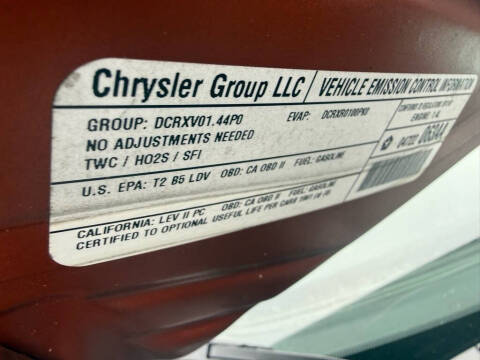 Chrysler Group LLC / VEHICLE EMISSION CONTROL INFORMATION
GROUP: DCRXV01.44P0 EVAP: DCRXR0100PK0
NO ADJUSTMENTS NEEDED
TWC / HO2S / SFI
ENGINE: 1.4L
U.S. EPA: T2 B5 LDV OBD: CA OBD II FUEL: GASOLINE
CALIFORNIA: LEV II PC OBD: CA OBD II FUEL: GASOLINE
CERTIFIED TO OPTIONAL USEFUL LIFE PER CARB